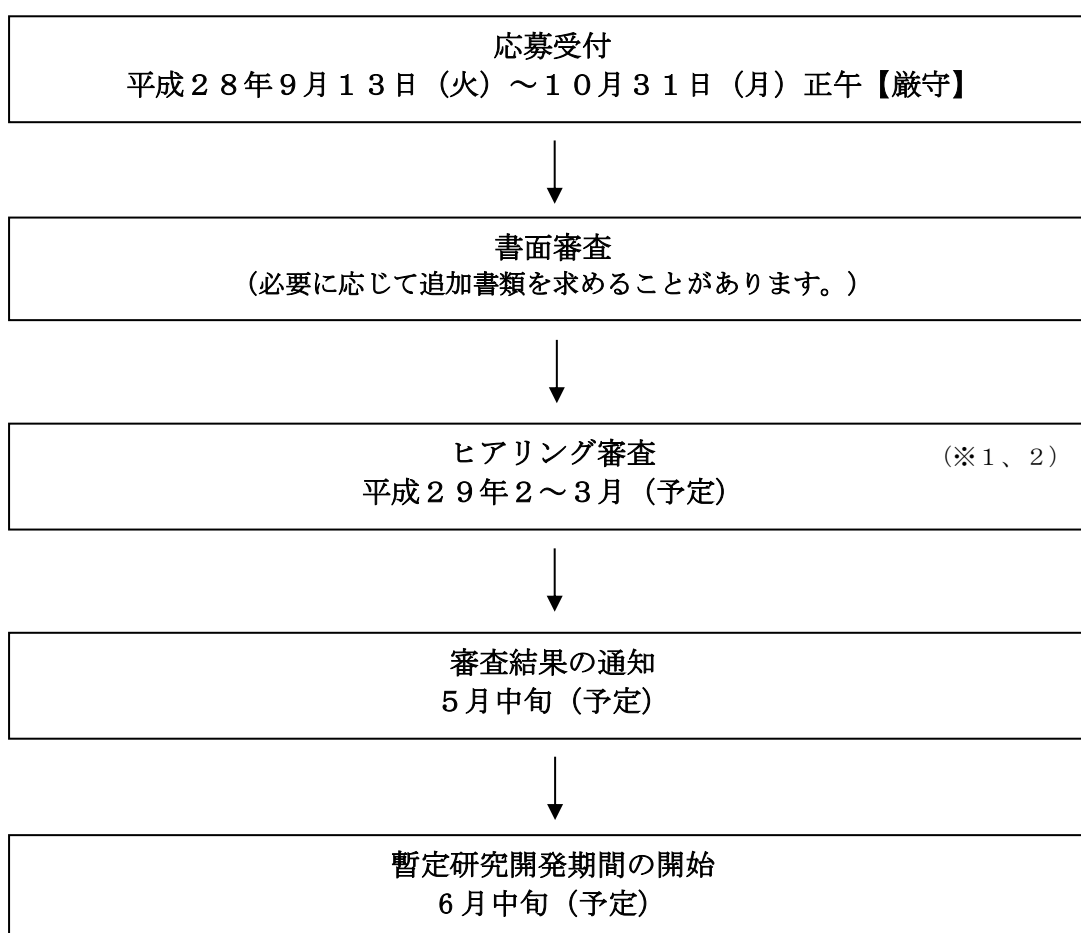 応募受付
平成２８年９月１３日（火）～１０月３１日（月）正午【厳守】
書面審査
（必要に応じて追加書類を求めることがあります。）
ヒアリング審査
（※１、２）
平成２９年２～３月（予定）
審査結果の通知
５月中旬（予定）
暫定研究開発期間の開始
６月中旬（予定）